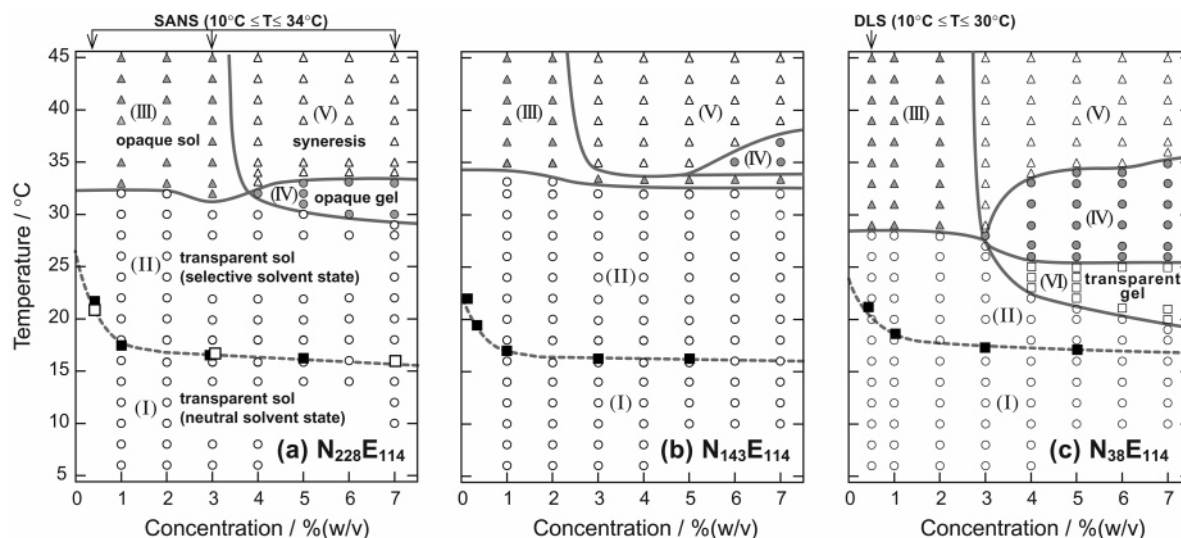 SANS (10°C ≤ T≤ 34°C)
DLS (10°C ≤ T≤ 30°C)
Temperature / °C
45
40
35
30
25
20
15
10
5
(III)
opaque sol
(V)
syneresis
(IV)
opaque gel
(II)
transparent sol
(selective solvent state)
(I)
transparent sol
(neutral solvent state)
(a) N228E114
0 1 2 3 4 5 6 7
Concentration / %(w/v)
(III)
(V)
(IV)
(II)
(I)
(b) N143E114
0 1 2 3 4 5 6 7
Concentration / %(w/v)
(III)
(V)
(IV)
(VI)
transparent
gel
(II)
(I)
(c) N38E114
0 1 2 3 4 5 6 7
Concentration / %(w/v)